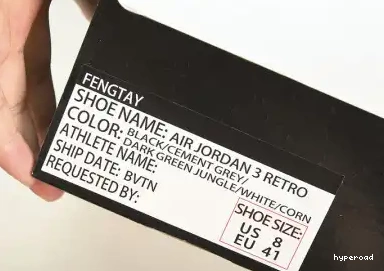 FENGTAY
SHOE NAME: AIR JORDAN 3 RETRO
COLOR: BLACK/CEMENT GREY/
DARK GREEN JUNGLE/WHITE/CORN
ATHLETE NAME:
SHIP DATE: BVTN
REQUESTED BY:
SHOE SIZE:
US 8
EU 41
hyperoad